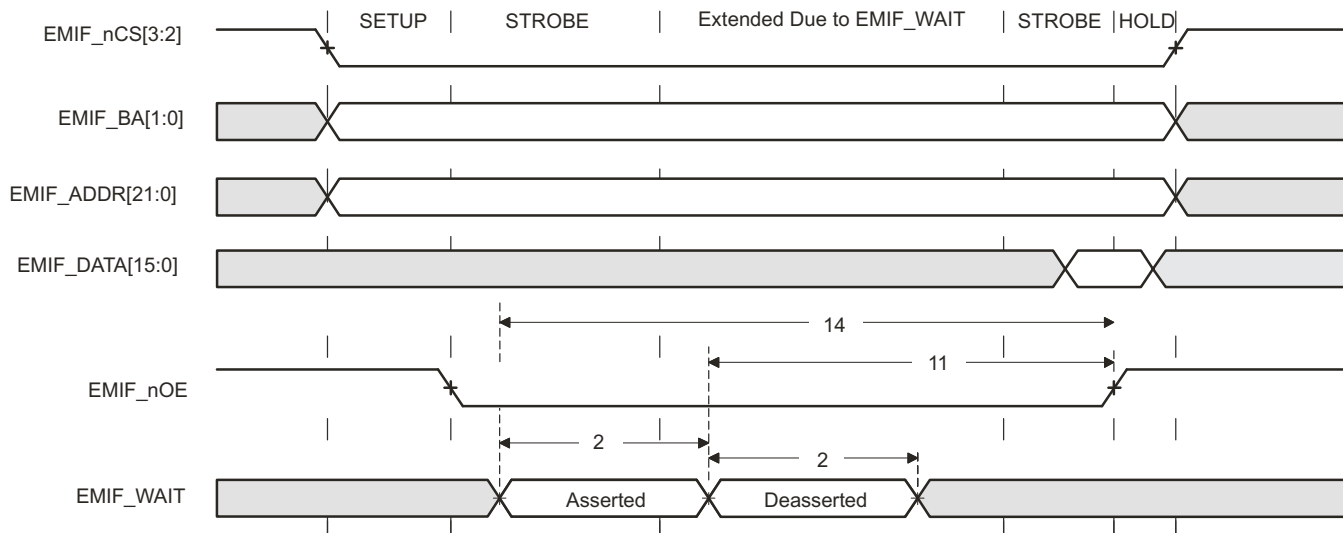 SETUP STROBE Extended Due to EMIF_WAIT STROBE HOLD
EMIF_nCS[3:2]
EMIF_BA[1:0]
EMIF_ADDR[21:0]
EMIF_DATA[15:0]
14
11
EMIF_nOE
2
2
EMIF_WAIT Asserted Deasserted